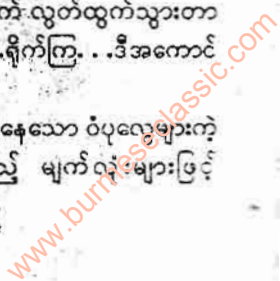 က် လွတ်ထွက်သွားတာ
ရိုက်ကြ. . .ဒီအကောင်
နေသော ဝံပုလွေများကဲ့
မျက်လုံးများဖြင့်
www.burmeseclassic.com